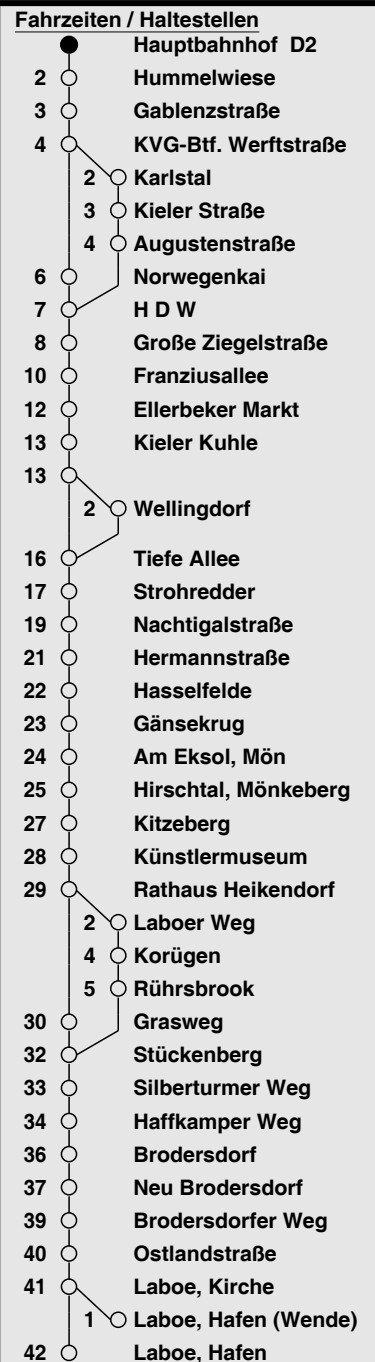 Fahrzeiten / Haltestellen
Hauptbahnhof D2
2 Hummelwiese
3 Gablenzstraße
4 KVG-Btf. Werftstraße
2 Karlstal
3 Kieler Straße
4 Augustenstraße
6 Norwegenkai
7 H D W
8 Große Ziegelstraße
10 Franziusallee
12 Ellerbeker Markt
13 Kieler Kuhle
13
2 Wellingdorf
16 Tiefe Allee
17 Strohredder
19 Nachtigalstraße
21 Hermannstraße
22 Hasselfelde
23 Gänsekrug
24 Am Eksol, Mön
25 Hirschtal, Mönkeberg
27 Kitzeberg
28 Künstlermuseum
29 Rathaus Heikendorf
2 Laboer Weg
4 Korügen
5 Rührsbrook
30 Grasweg
32 Stückenberg
33 Silberturmer Weg
34 Haffkamper Weg
36 Brodersdorf
37 Neu Brodersdorf
39 Brodersdorfer Weg
40 Ostlandstraße
41 Laboe, Kirche
1 Laboe, Hafen (Wende)
42 Laboe, Hafen